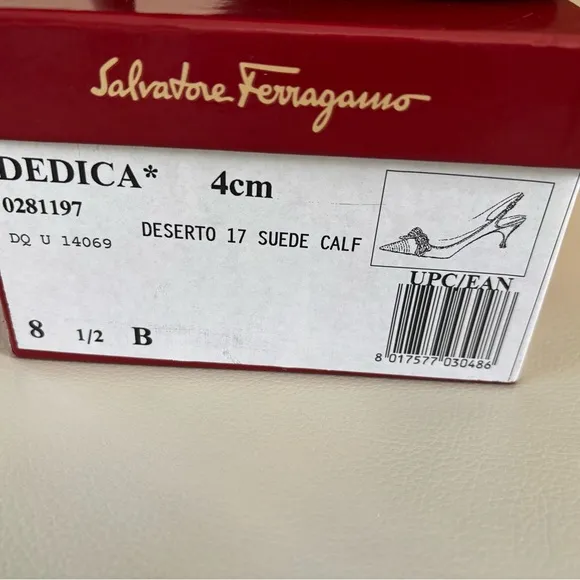 Salvatore Ferragamo
DEDICA* 4cm
0281197
DQ U 14069 DESERTO 17 SUEDE CALF
UPC/EAN
8 1/2 B
8 017577 030486